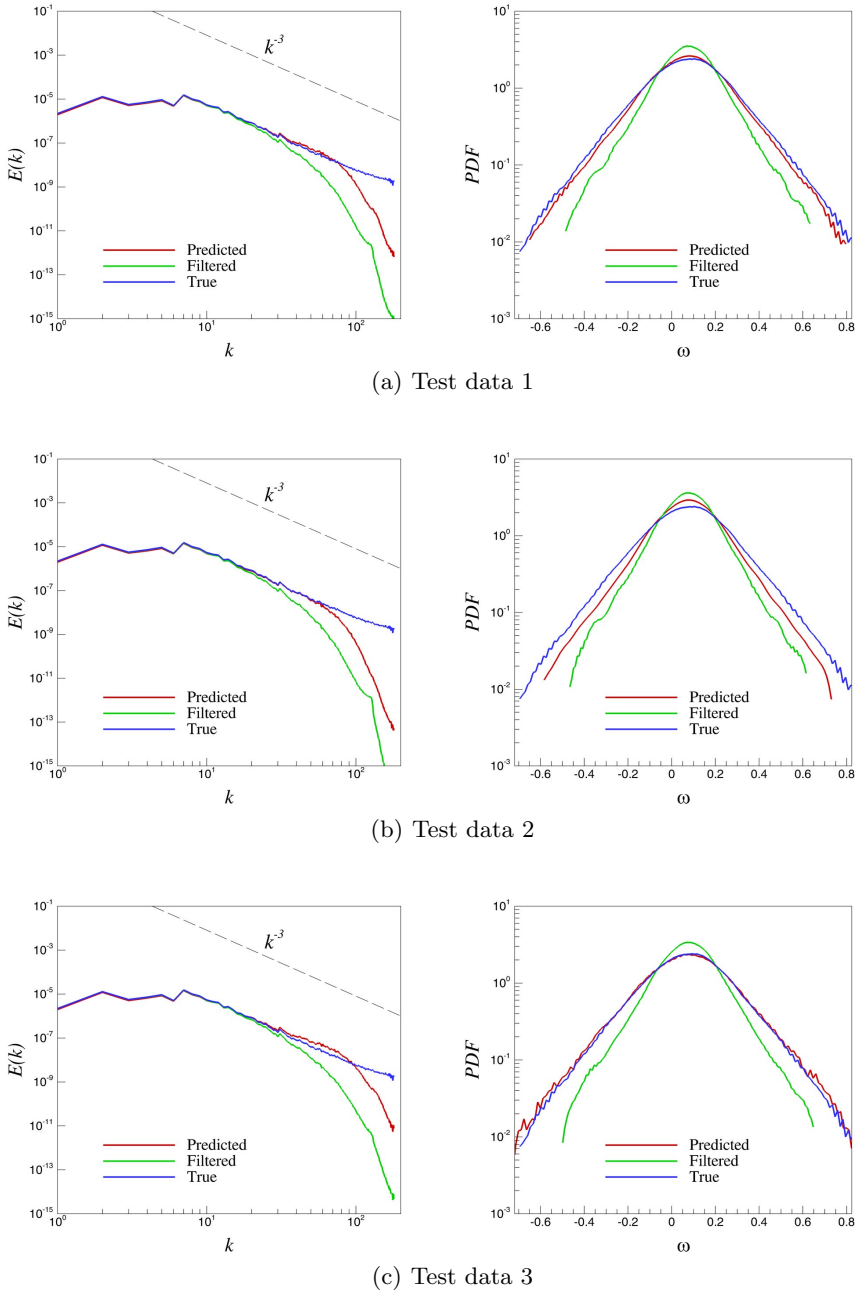 10^-1
10^-3
10^-5
10^-7
10^-9
10^-11
10^-13
10^-15
E(k)
k^-3
Predicted
Filtered
True
10^0
10^1
10^2
k
10^1
10^0
10^-1
10^-2
10^-3
PDF
Predicted
Filtered
True
-0.6
-0.4
-0.2
0
0.2
0.4
0.6
0.8
ω
(a) Test data 1
10^-1
10^-3
10^-5
10^-7
10^-9
10^-11
10^-13
10^-15
E(k)
k^-3
Predicted
Filtered
True
10^0
10^1
10^2
k
10^1
10^0
10^-1
10^-2
10^-3
PDF
Predicted
Filtered
True
-0.6
-0.4
-0.2
0
0.2
0.4
0.6
0.8
ω
(b) Test data 2
10^-1
10^-3
10^-5
10^-7
10^-9
10^-11
10^-13
10^-15
E(k)
k^-3
Predicted
Filtered
True
10^0
10^1
10^2
k
10^1
10^0
10^-1
10^-2
10^-3
PDF
Predicted
Filtered
True
-0.6
-0.4
-0.2
0
0.2
0.4
0.6
0.8
ω
(c) Test data 3